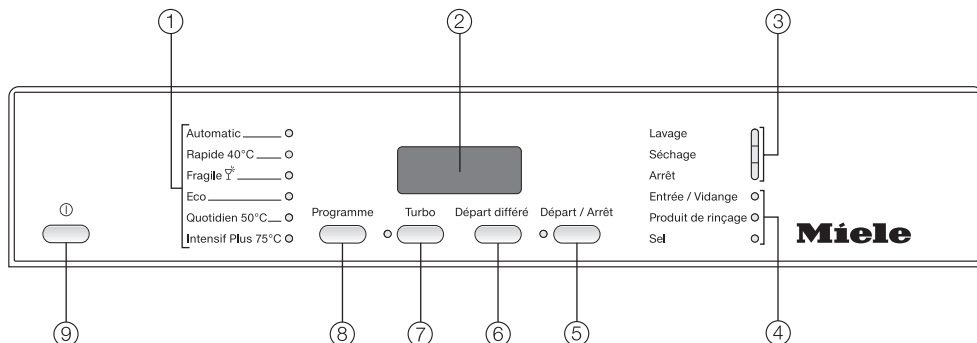 ① ② ③
Automatic
Rapide 40°C
Fragile
Eco
Quotidien 50°C
Intensif Plus 75°C
Programme
Turbo
Départ différé
Départ / Arrêt
Lavage
Séchage
Arrêt
Entrée / Vidange
Produit de rinçage
Sel
Miele
⑨ ⑧ ⑦ ⑥ ⑤ ④